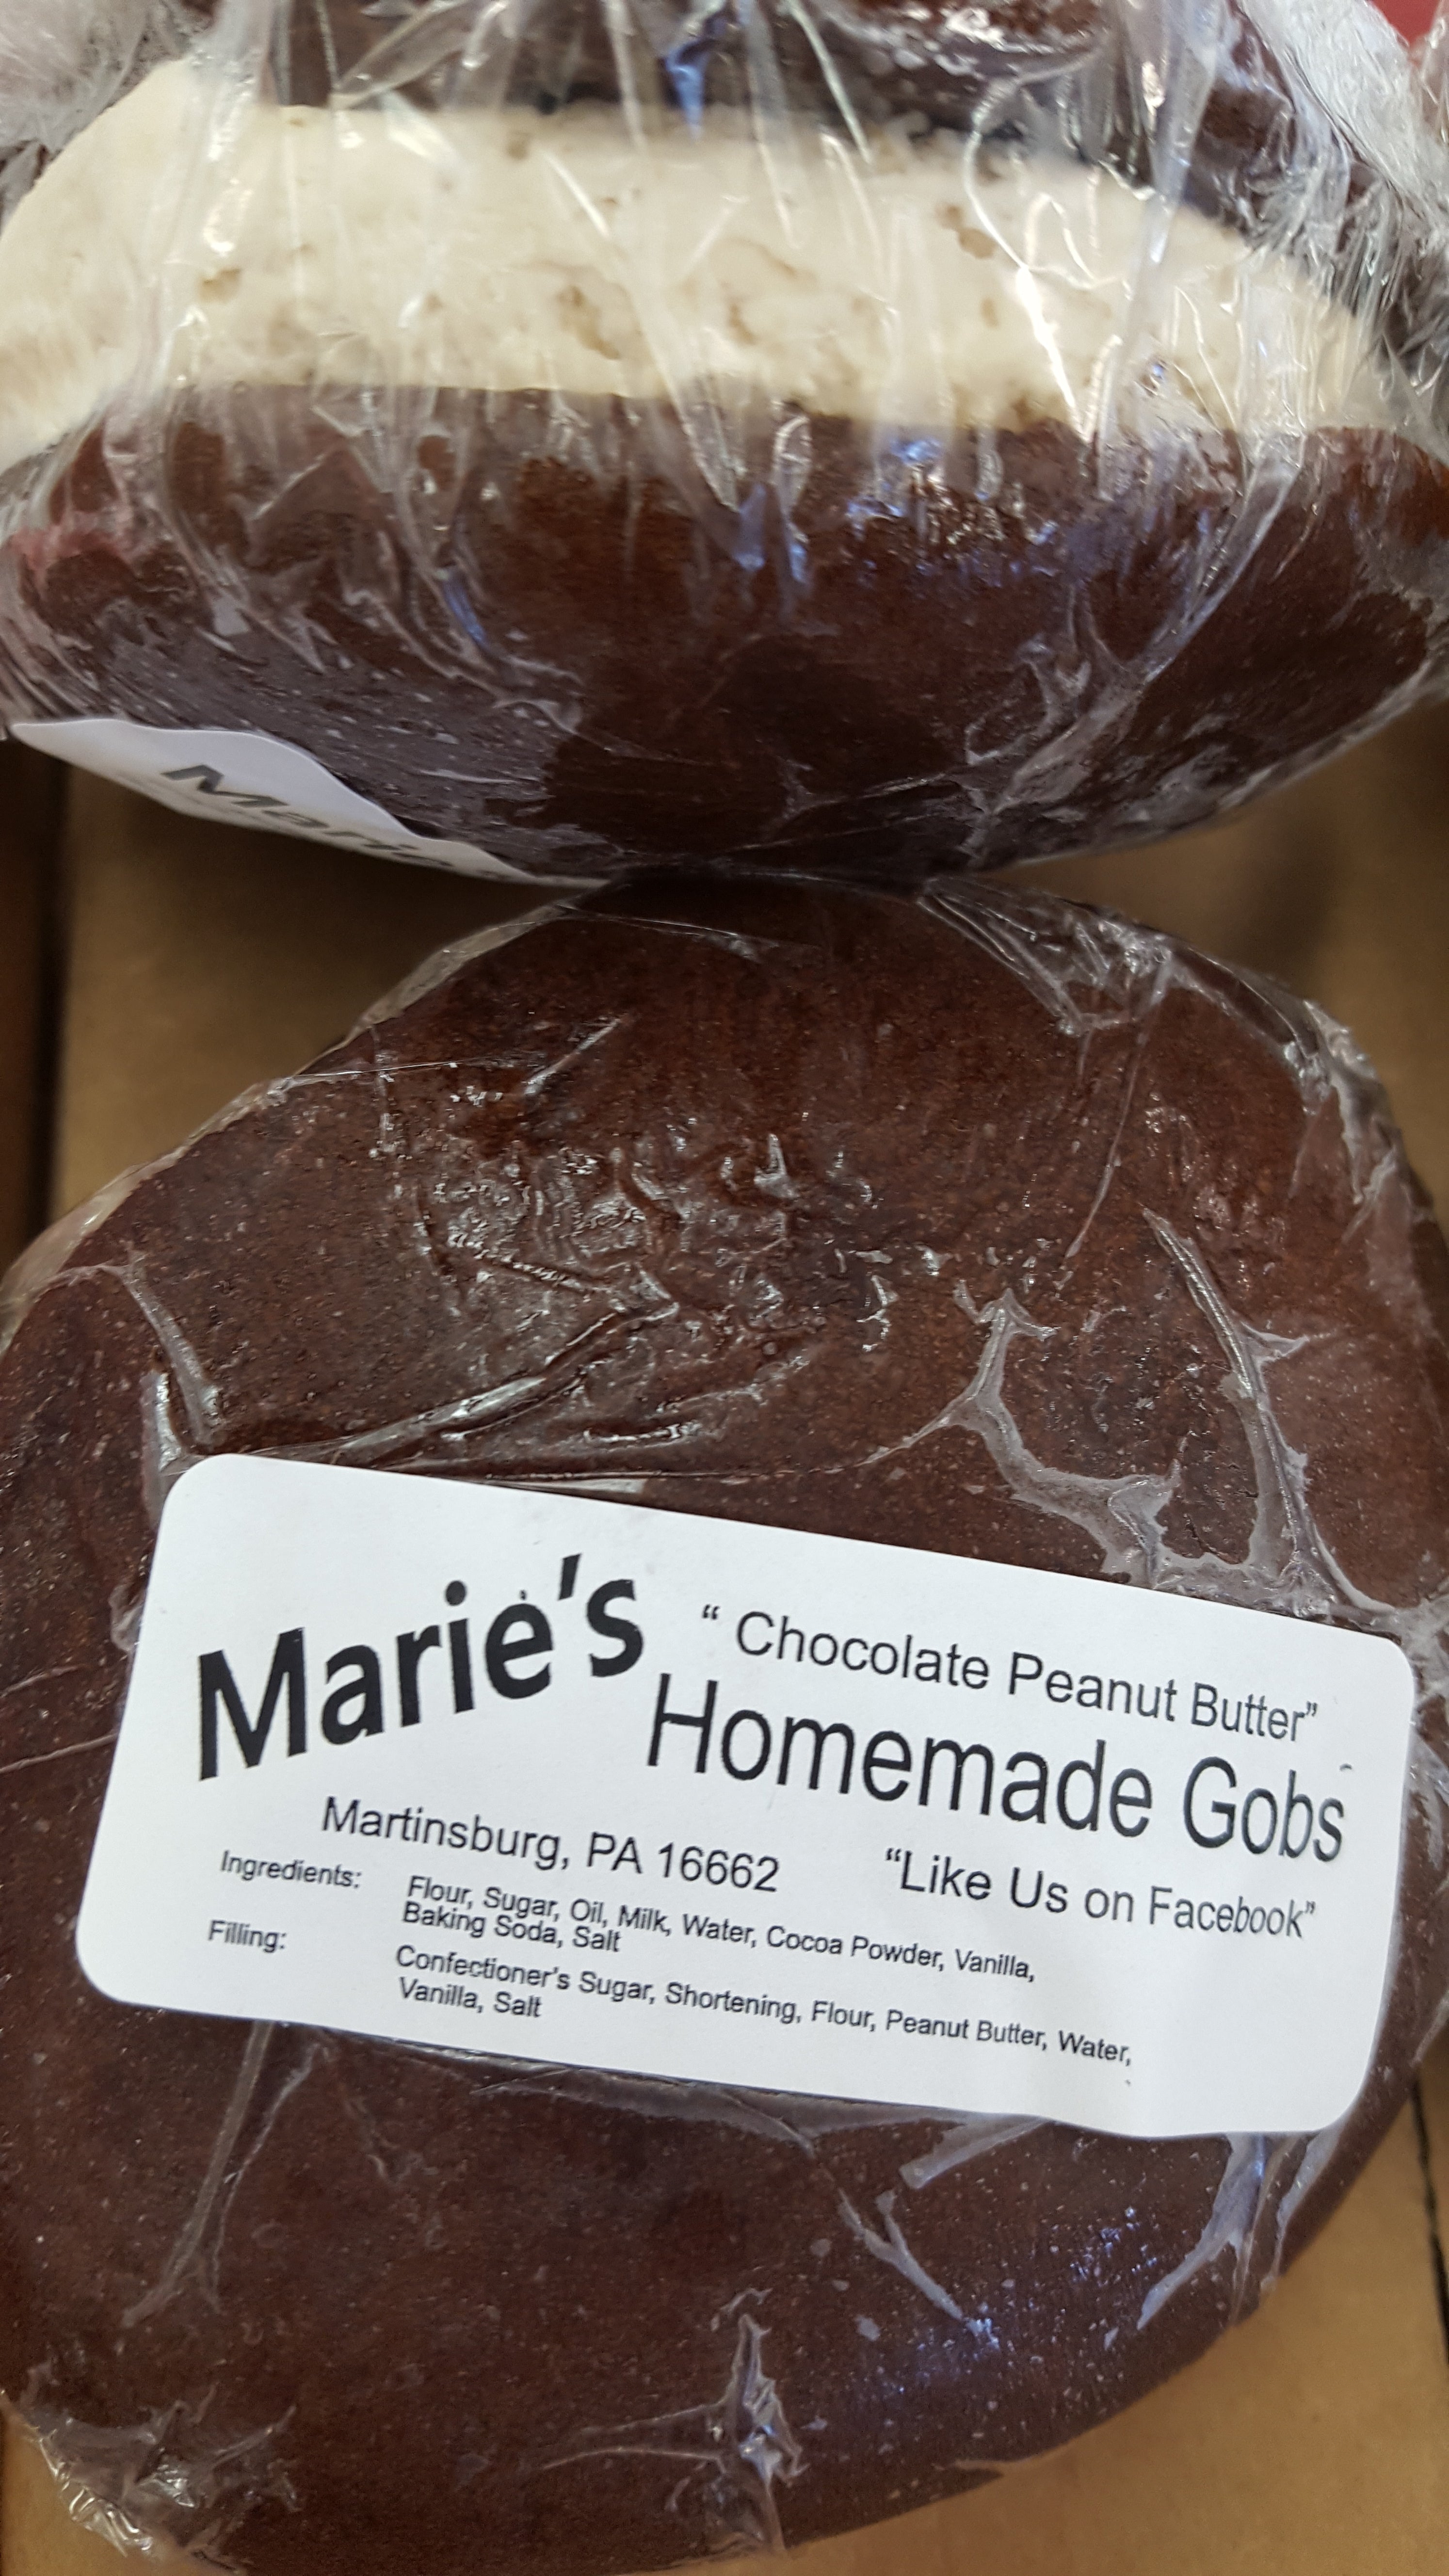 Marie
Marie's
“ Chocolate Peanut Butter”
Homemade Gobs
Martinsburg, PA 16662
“Like Us on Facebook”
Ingredients: Flour, Sugar, Oil, Milk, Water, Cocoa Powder, Vanilla,
Baking Soda, Salt
Filling: Confectioner's Sugar, Shortening, Flour, Peanut Butter, Water,
Vanilla, Salt